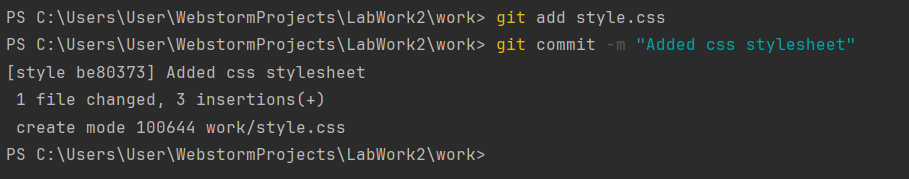 PS C:\Users\User\WebstormProjects\LabWork2\work> git add style.css
PS C:\Users\User\WebstormProjects\LabWork2\work> git commit -m "Added css stylesheet"
[style be80373] Added css stylesheet
 1 file changed, 3 insertions(+)
 create mode 100644 work/style.css
PS C:\Users\User\WebstormProjects\LabWork2\work>